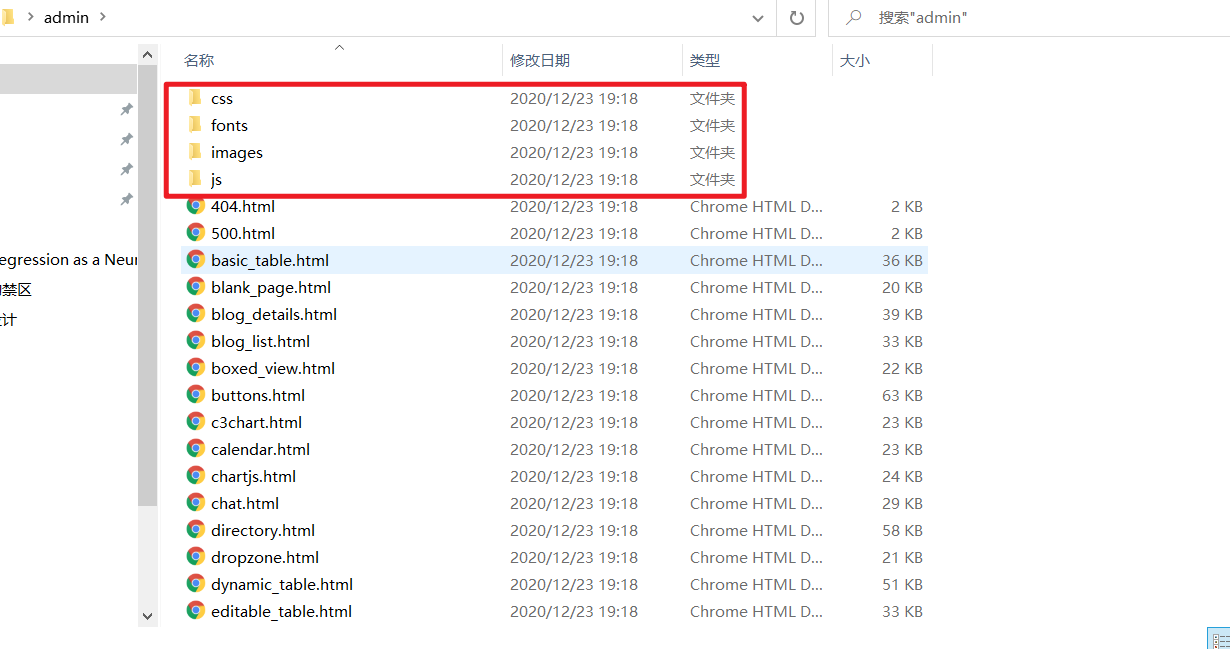 admin
搜索"admin"
名称 修改日期 类型 大小
css 2020/12/23 19:18 文件夹
fonts 2020/12/23 19:18 文件夹
images 2020/12/23 19:18 文件夹
js 2020/12/23 19:18 文件夹
404.html 2020/12/23 19:18 Chrome HTML D... 2 KB
500.html 2020/12/23 19:18 Chrome HTML D... 2 KB
egression as a Neur basic_table.html 2020/12/23 19:18 Chrome HTML D... 36 KB
禁区 blank_page.html 2020/12/23 19:18 Chrome HTML D... 20 KB
计 blog_details.html 2020/12/23 19:18 Chrome HTML D... 39 KB
blog_list.html 2020/12/23 19:18 Chrome HTML D... 33 KB
boxed_view.html 2020/12/23 19:18 Chrome HTML D... 22 KB
buttons.html 2020/12/23 19:18 Chrome HTML D... 63 KB
c3chart.html 2020/12/23 19:18 Chrome HTML D... 23 KB
calendar.html 2020/12/23 19:18 Chrome HTML D... 23 KB
chartjs.html 2020/12/23 19:18 Chrome HTML D... 24 KB
chat.html 2020/12/23 19:18 Chrome HTML D... 29 KB
directory.html 2020/12/23 19:18 Chrome HTML D... 58 KB
dropzone.html 2020/12/23 19:18 Chrome HTML D... 21 KB
dynamic_table.html 2020/12/23 19:18 Chrome HTML D... 51 KB
editable_table.html 2020/12/23 19:18 Chrome HTML D... 33 KB